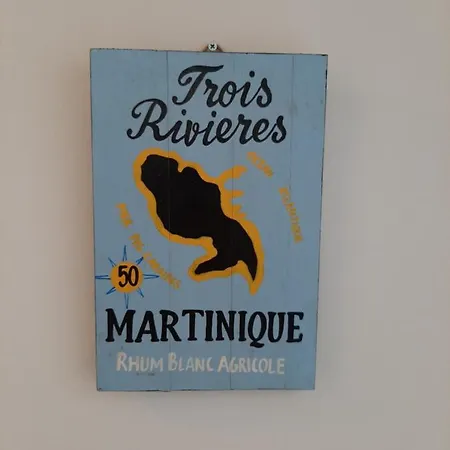 Trois
Rivieres
50
MARTINIQUE
RHUM BLANC AGRICOLE